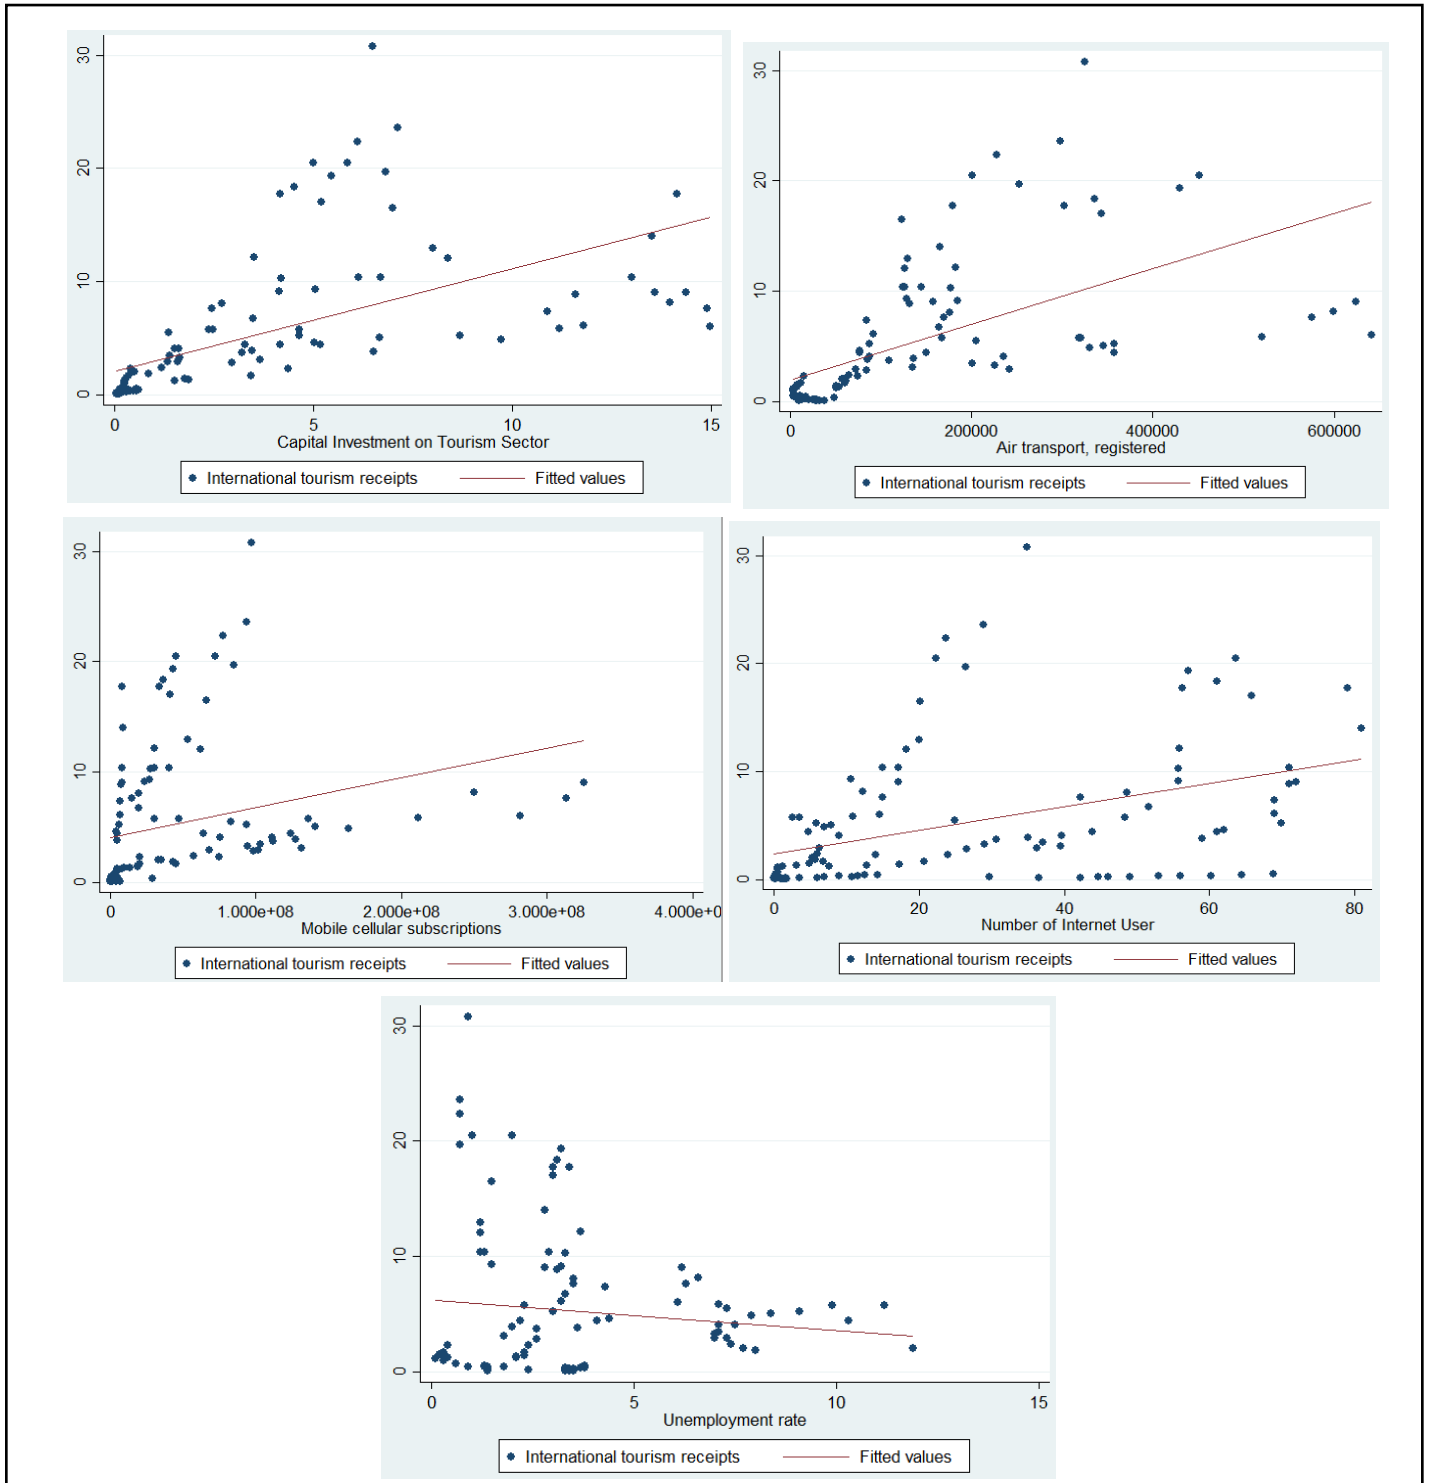 30
20
10
0
0 5 10 15
Capital Investment on Tourism Sector
International tourism receipts Fitted values
30
20
10
0
0 200000 400000 600000
Air transport, registered
International tourism receipts Fitted values
30
20
10
0
0 1.000e+08 2.000e+08 3.000e+08 4.000e+0
Mobile cellular subscriptions
International tourism receipts Fitted values
30
20
10
0
0 20 40 60 80
Number of Internet User
International tourism receipts Fitted values
30
20
10
0
0 5 10 15
Unemployment rate
International tourism receipts Fitted values